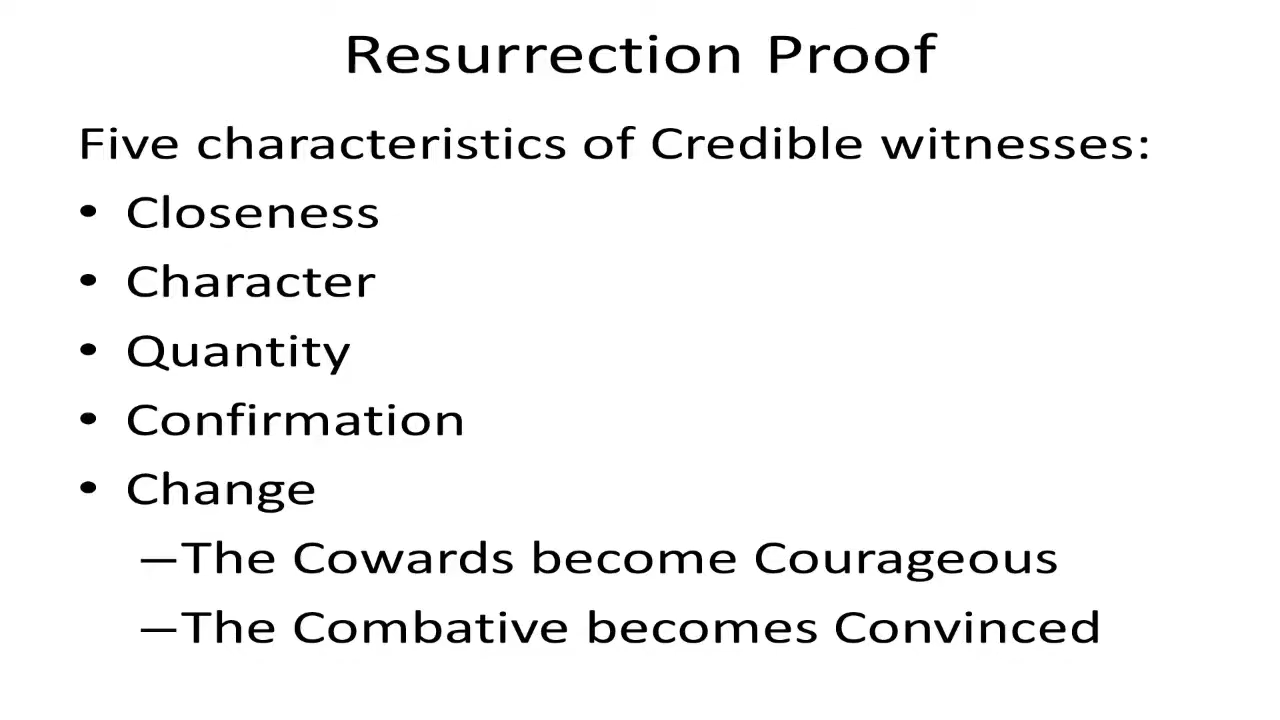 Resurrection Proof
Five characteristics of Credible witnesses:
• Closeness
• Character
• Quantity
• Confirmation
• Change
–The Cowards become Courageous
–The Combative becomes Convinced